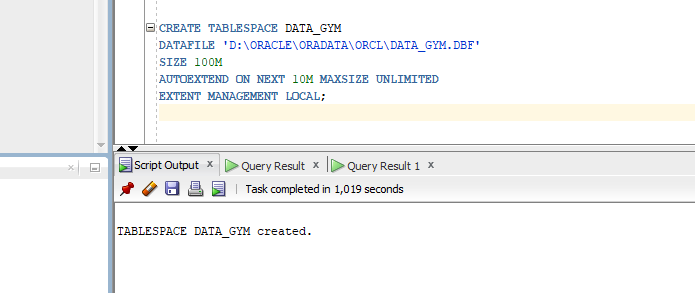 CREATE TABLESPACE DATA_GYM
DATAFILE 'D:\ORACLE\ORADATA\ORCL\DATA_GYM.DBF'
SIZE 100M
AUTOEXTEND ON NEXT 10M MAXSIZE UNLIMITED
EXTENT MANAGEMENT LOCAL;
Script Output x Query Result x Query Result 1 x
Task completed in 1,019 seconds
TABLESPACE DATA_GYM created.